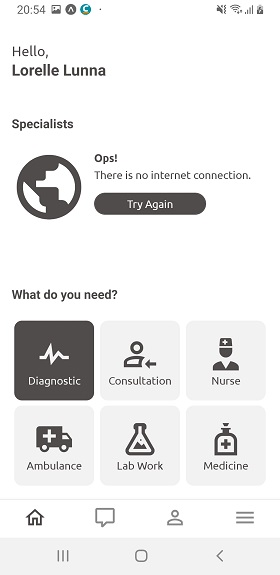 20:54
Hello,
Lorelle Lunna
Specialists
Ops!
There is no internet connection.
Try Again
What do you need?
Diagnostic
Consultation
Nurse
Ambulance
Lab Work
Medicine